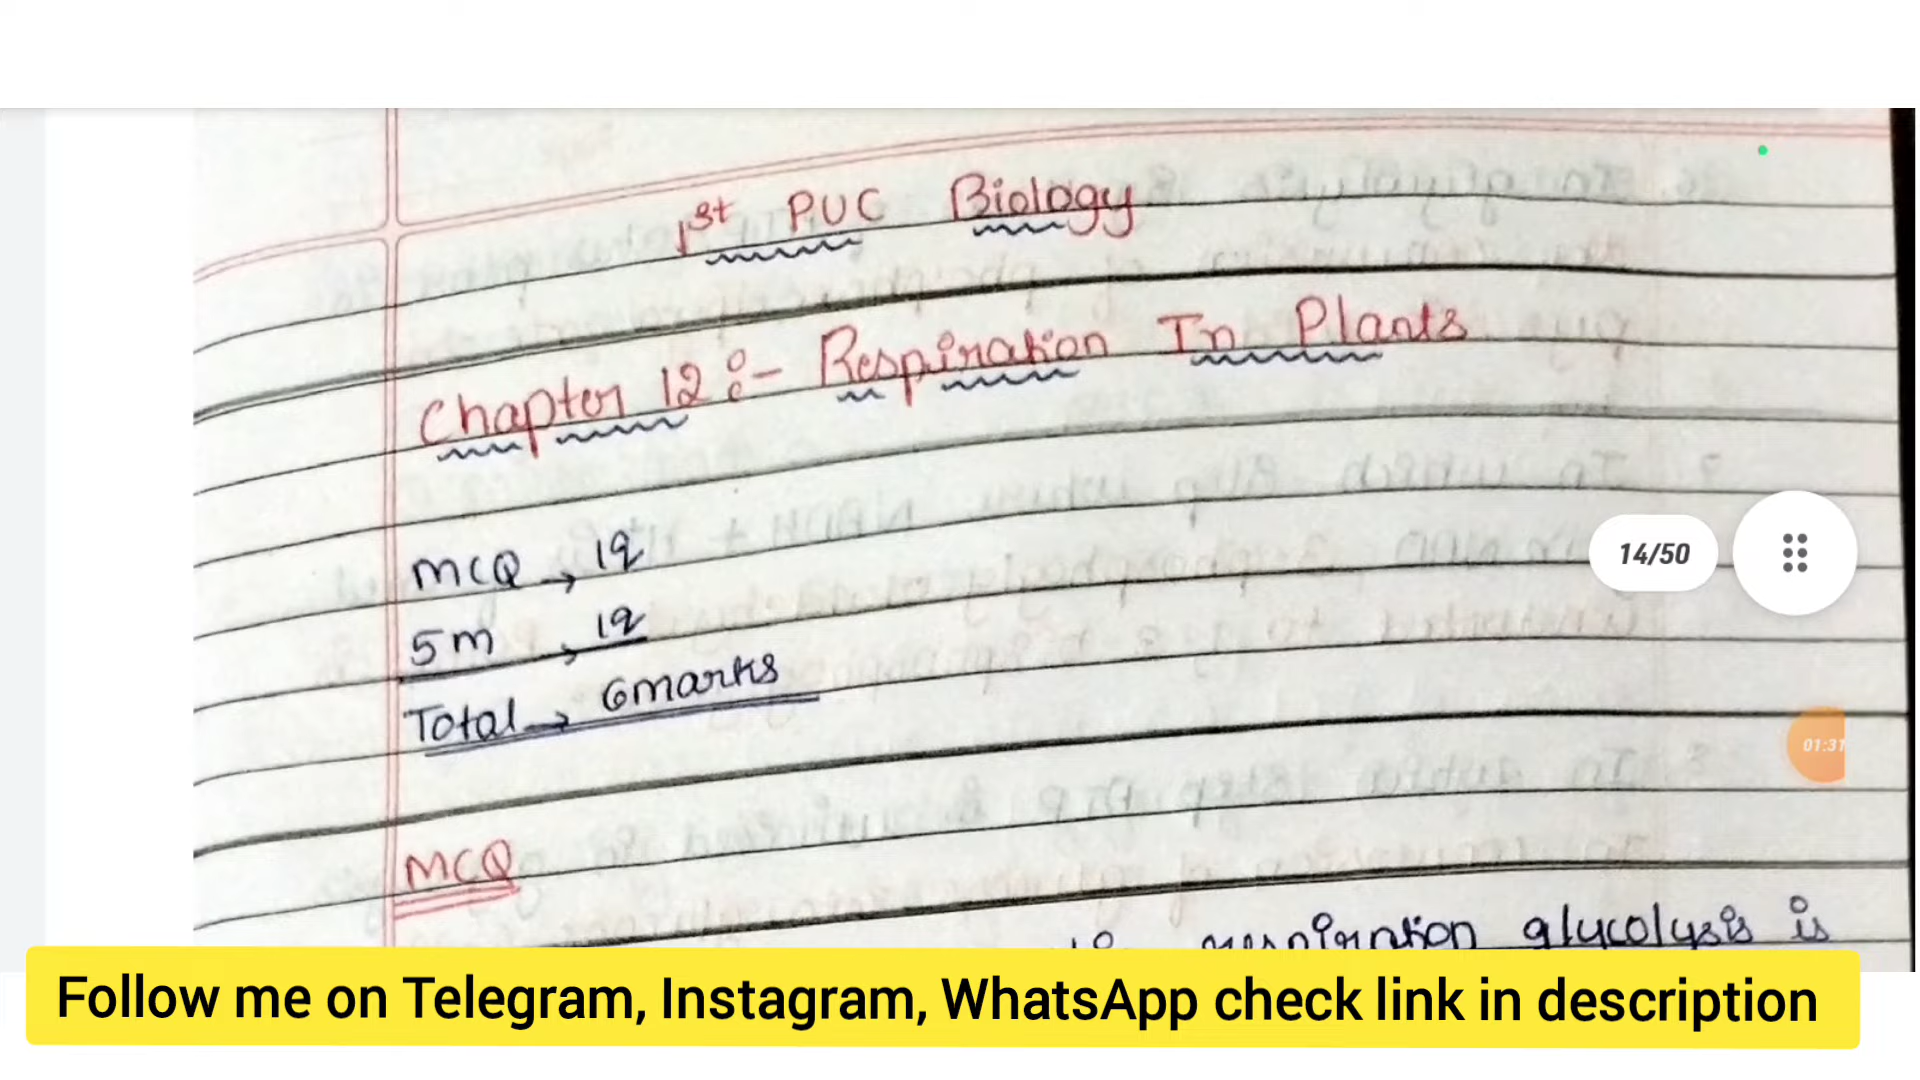 1st PUC Biology
Chapter 12 :- Respiration In Plants
MCQ → 1q
5m → 1q
Total → 6marks
14/50
01:31
MCQ
respiration glycolysis is
Follow me on Telegram, Instagram, WhatsApp check link in description